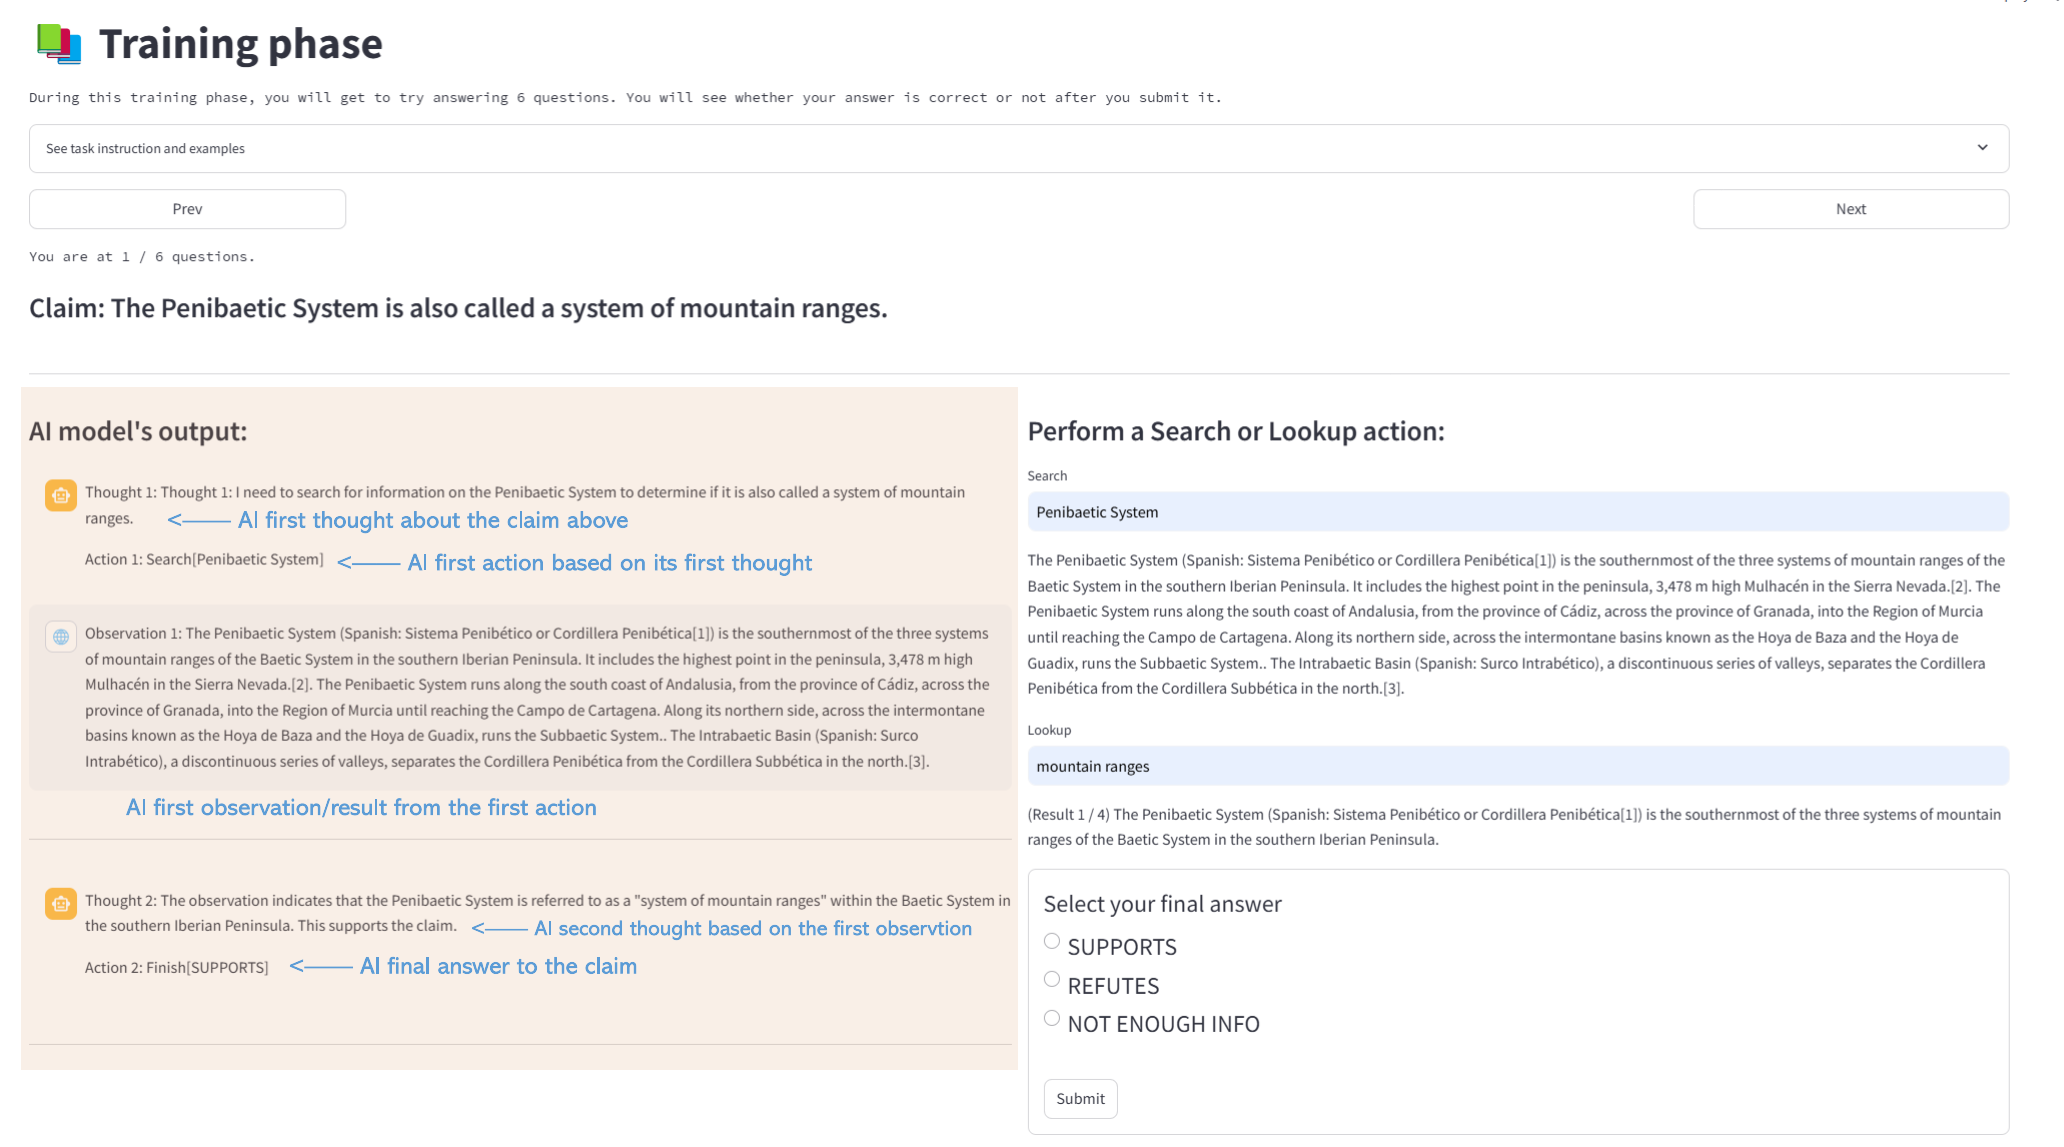 Training phase
During this training phase, you will get to try answering 6 questions. You will see whether your answer is correct or not after you submit it.
See task instruction and examples
Prev
Next
You are at 1 / 6 questions.
Claim: The Penibaetic System is also called a system of mountain ranges.
AI model's output:
Thought 1: Thought 1: I need to search for information on the Penibaetic System to determine if it is also called a system of mountain
ranges. <—— AI first thought about the claim above
Action 1: Search[Penibaetic System] <—— AI first action based on its first thought
Observation 1: The Penibaetic System (Spanish: Sistema Penibético or Cordillera Penibética[1]) is the southernmost of the three systems
of mountain ranges of the Baetic System in the southern Iberian Peninsula. It includes the highest point in the peninsula, 3,478 m high
Mulhacén in the Sierra Nevada.[2]. The Penibaetic System runs along the south coast of Andalusia, from the province of Cádiz, across the
province of Granada, into the Region of Murcia until reaching the Campo de Cartagena. Along its northern side, across the intermontane
basins known as the Hoya de Baza and the Hoya de Guadix, runs the Subbaetic System.. The Intrabaetic Basin (Spanish: Surco
Intrabético), a discontinuous series of valleys, separates the Cordillera Penibética from the Cordillera Subbética in the north.[3].
AI first observation/result from the first action
Thought 2: The observation indicates that the Penibaetic System is referred to as a "system of mountain ranges" within the Baetic System in
the southern Iberian Peninsula. This supports the claim. <—— AI second thought based on the first observtion
Action 2: Finish[SUPPORTS] <—— AI final answer to the claim
Perform a Search or Lookup action:
Search
Penibaetic System
The Penibaetic System (Spanish: Sistema Penibético or Cordillera Penibética[1]) is the southernmost of the three systems of mountain ranges of the
Baetic System in the southern Iberian Peninsula. It includes the highest point in the peninsula, 3,478 m high Mulhacén in the Sierra Nevada.[2]. The
Penibaetic System runs along the south coast of Andalusia, from the province of Cádiz, across the province of Granada, into the Region of Murcia
until reaching the Campo de Cartagena. Along its northern side, across the intermontane basins known as the Hoya de Baza and the Hoya de
Guadix, runs the Subbaetic System.. The Intrabaetic Basin (Spanish: Surco Intrabético), a discontinuous series of valleys, separates the Cordillera
Penibética from the Cordillera Subbética in the north.[3].
Lookup
mountain ranges
(Result 1 / 4) The Penibaetic System (Spanish: Sistema Penibético or Cordillera Penibética[1]) is the southernmost of the three systems of mountain
ranges of the Baetic System in the southern Iberian Peninsula.
Select your final answer
SUPPORTS
REFUTES
NOT ENOUGH INFO
Submit